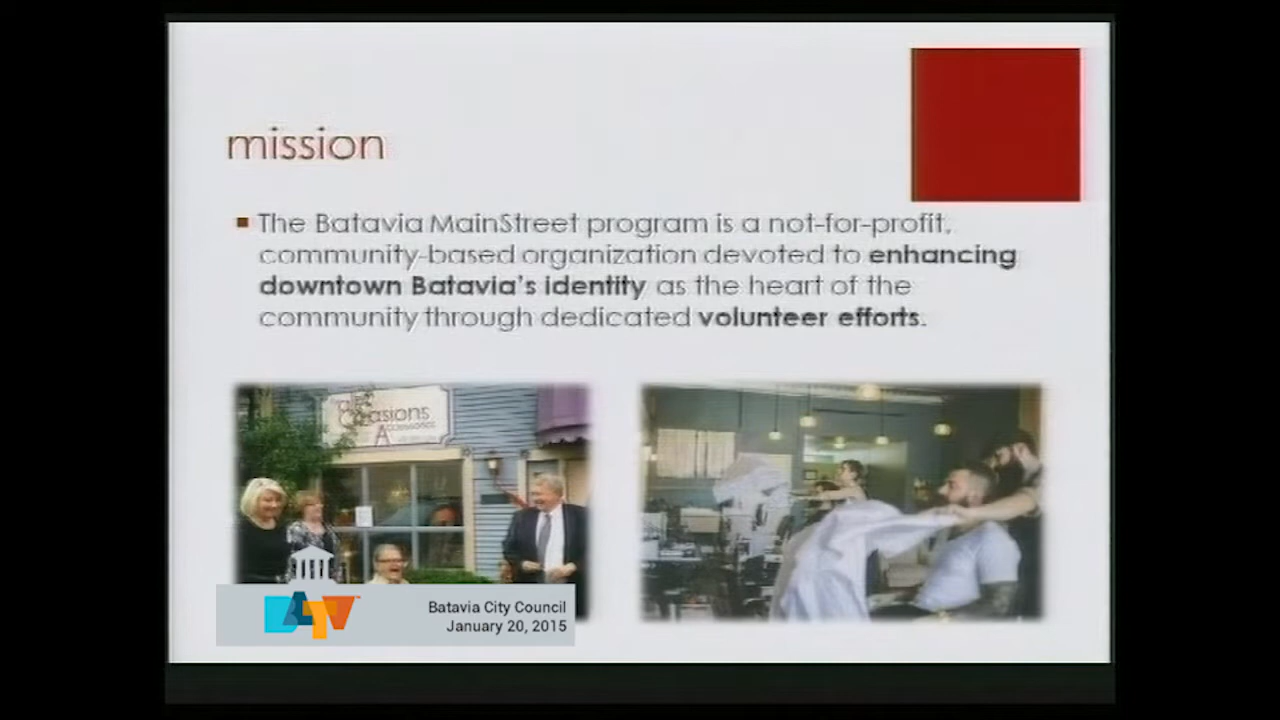 mission
The Batavia MainStreet program is a not-for-profit,
community-based organization devoted to enhancing
downtown Batavia's identity as the heart of the
community through dedicated volunteer efforts.
BATV
Batavia City Council
January 20, 2015